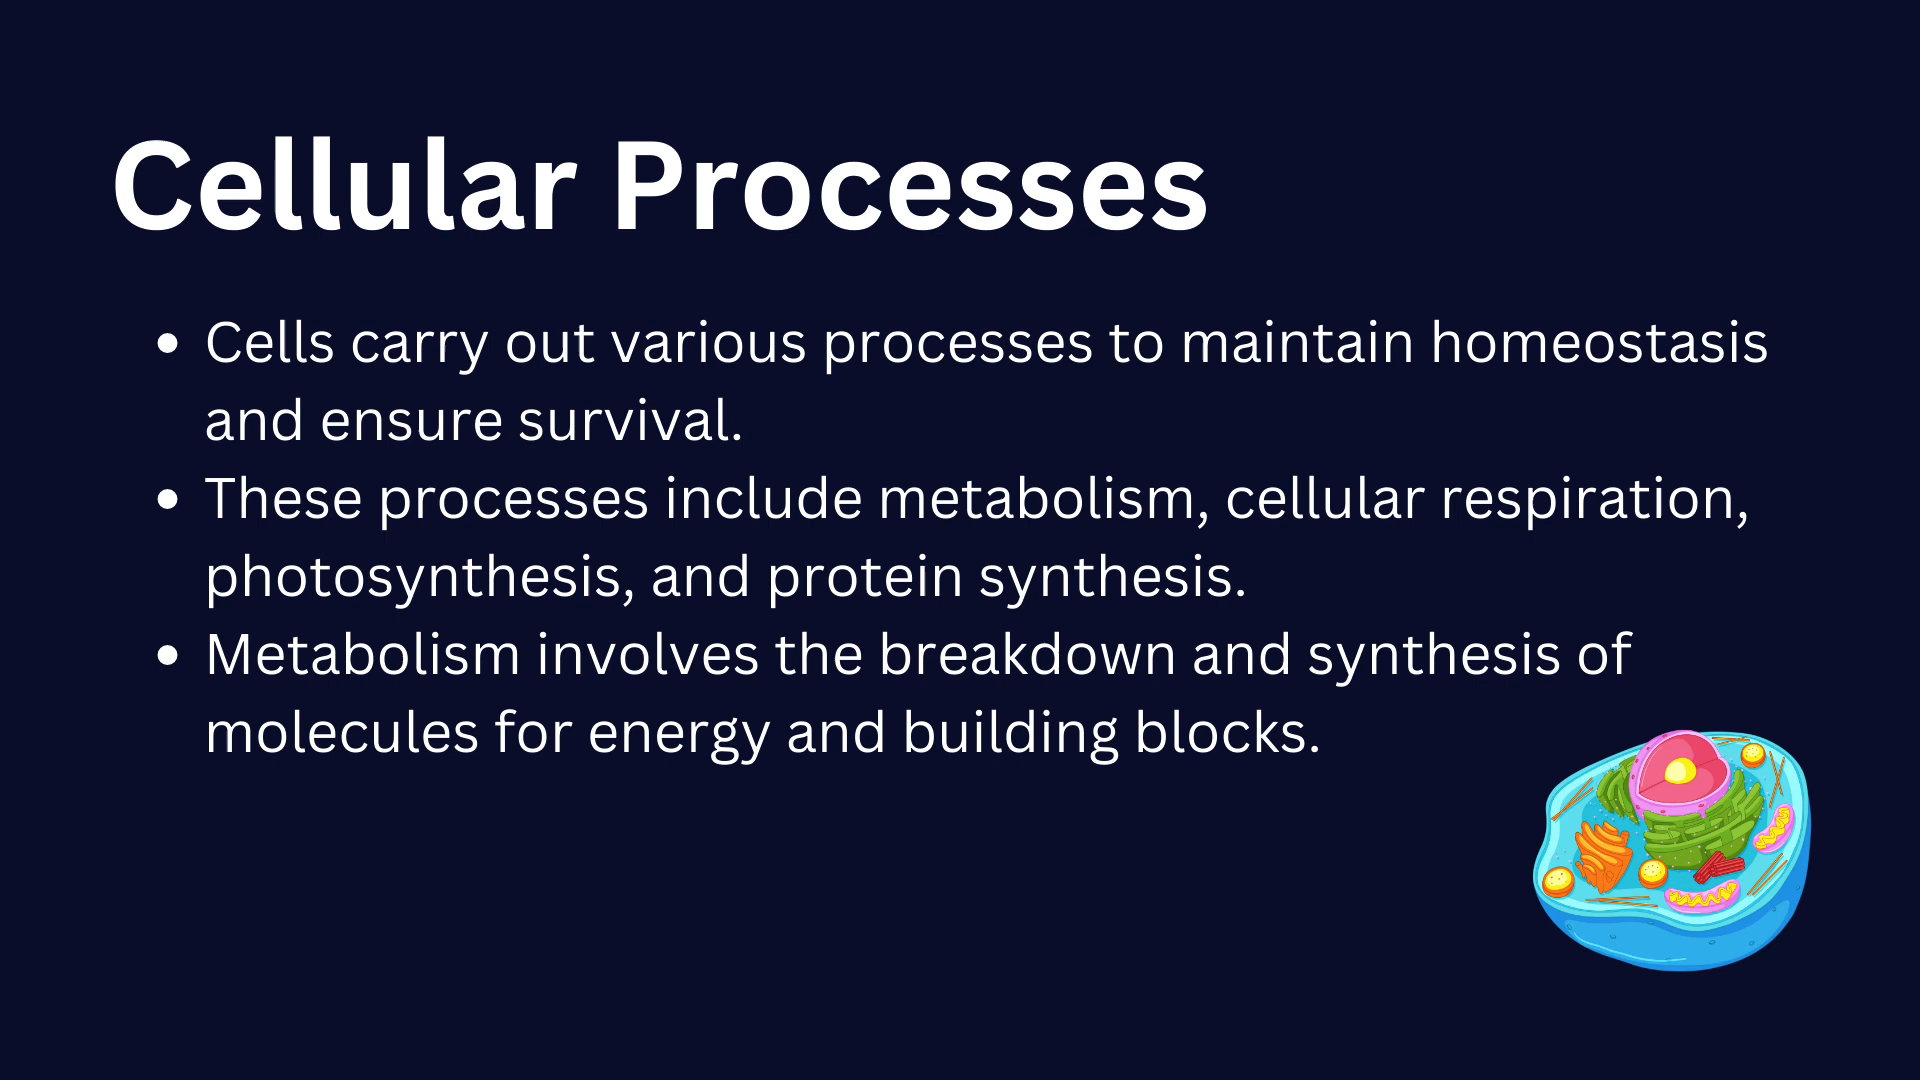 Cellular Processes
• Cells carry out various processes to maintain homeostasis
and ensure survival.
• These processes include metabolism, cellular respiration,
photosynthesis, and protein synthesis.
• Metabolism involves the breakdown and synthesis of
molecules for energy and building blocks.